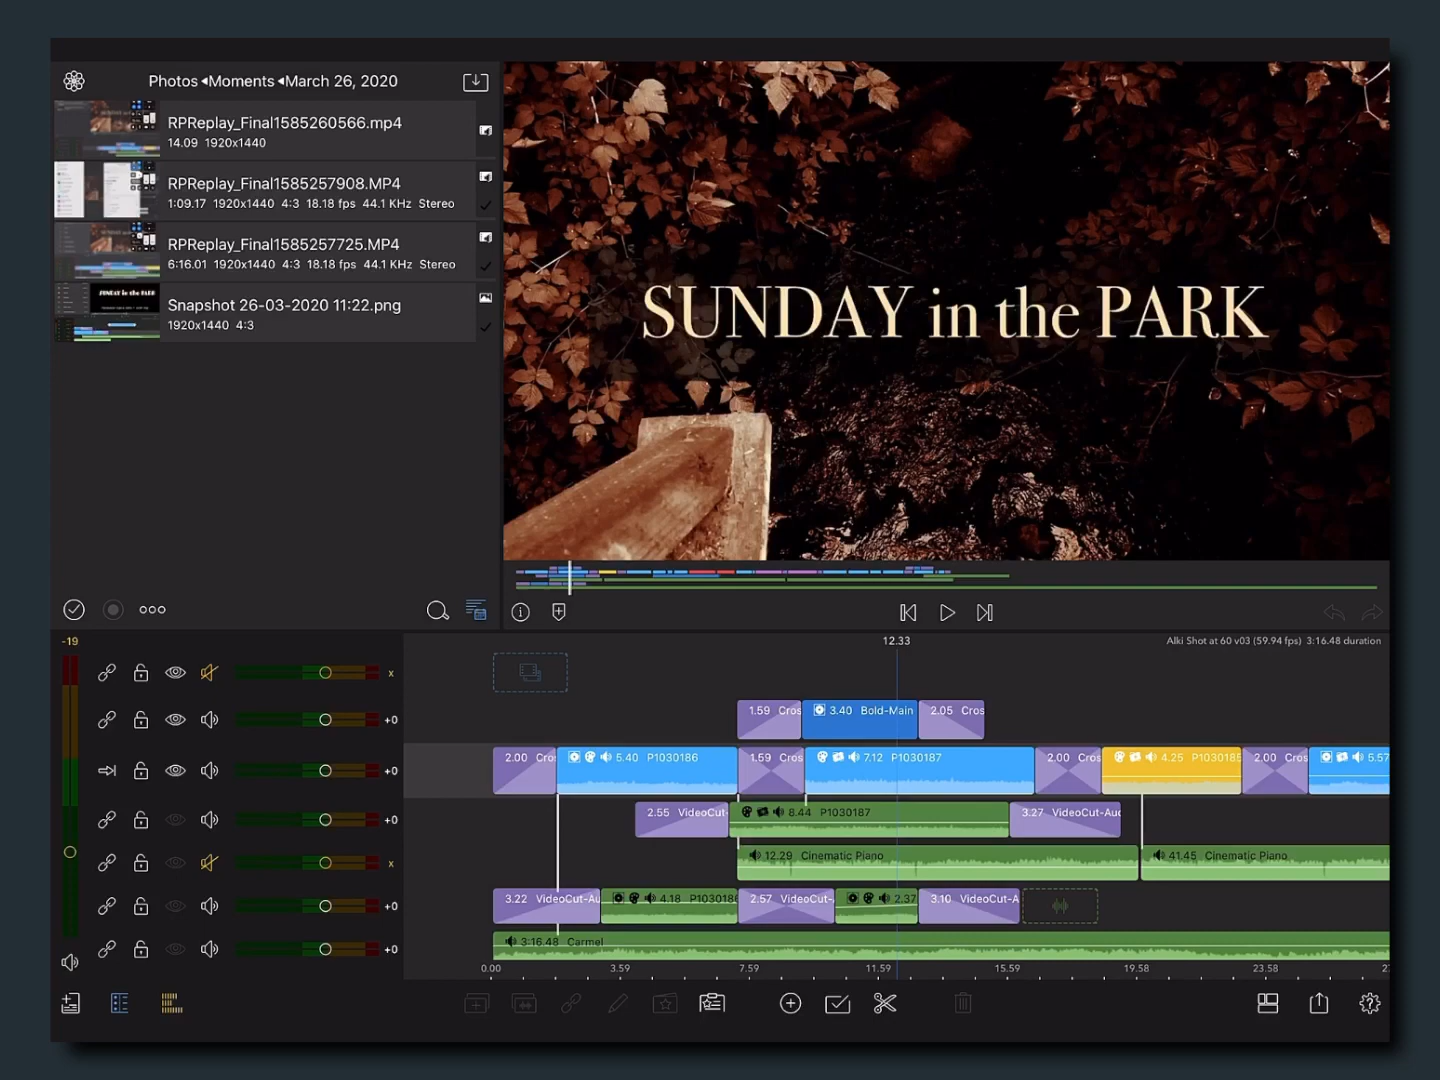 Photos ◂Moments ◂March 26, 2020
RPReplay_Final1585260566.mp4
14.09 1920x1440
RPReplay_Final1585257908.MP4
1:09.17 1920x1440 4:3 18.18 fps 44.1 KHz Stereo
RPReplay_Final1585257725.MP4
6:16.01 1920x1440 4:3 18.18 fps 44.1 KHz Stereo
SUNDAY in the PARK
Snapshot 26-03-2020 11:22.png
1920x1440 4:3
SUNDAY in the PARK
-19
12.33
Alki Shot at 60 v03 (59.94 fps) 3:16.48 duration
x
1.59 Cros
3.40 Bold-Main
2.05 Cros
+0
2.00 Cro
5.40 P1030186
1.59 Cros
7.12 P1030187
2.00 Cros
4.25 P1030185
2.00 Cros
5.57
+0
2.55 VideoCut-
8.44 P1030187
3.27 VideoCut-Aud
+0
12.29 Cinematic Piano
41.45 Cinematic Piano
x
3.22 VideoCut-Au
4.18 P1030186
2.57 VideoCut-
2.37
3.10 VideoCut-A
+0
3:16.48 Carmel
+0
0.00 3.59 7.59 11.59 15.59 19.58 23.58